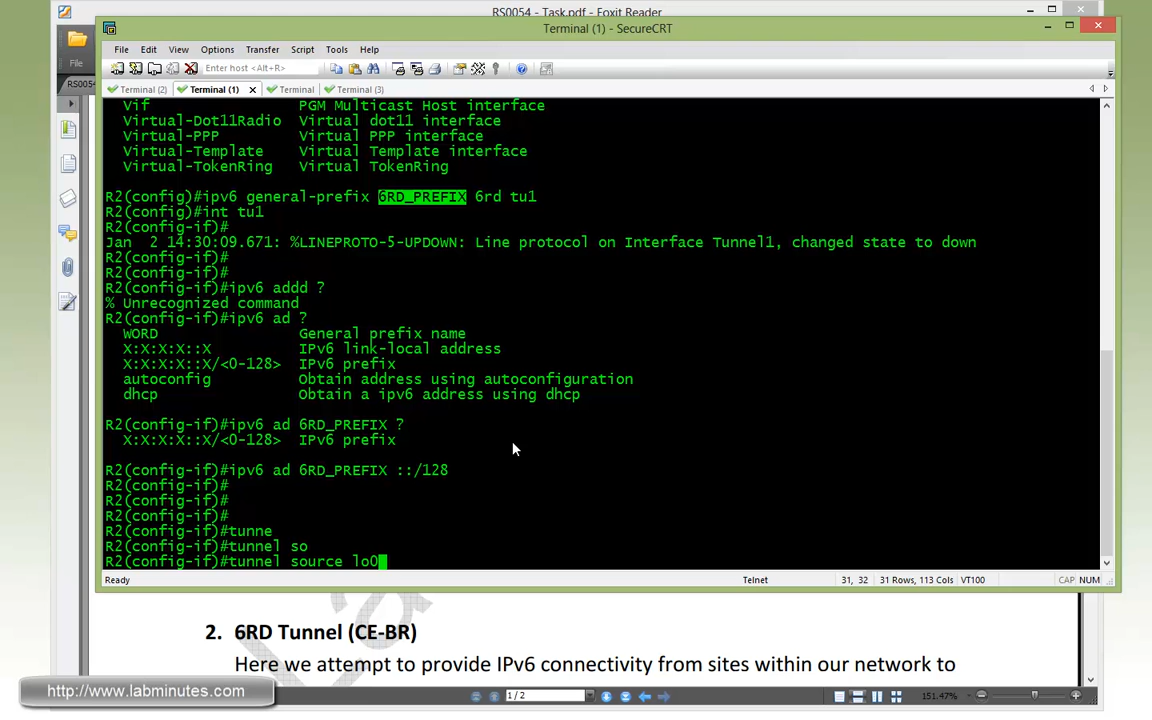 RS0054 - Task.pdf - Foxit Reader
Terminal (1) - SecureCRT
File Edit View Options Transfer Script Tools Help
Enter host <Alt+R>
File
RS0054
Terminal (2) Terminal (1) Terminal Terminal (3)
Vif PGM Multicast Host interface
Virtual-Dot11Radio Virtual dot11 interface
Virtual-PPP Virtual PPP interface
Virtual-Template Virtual Template interface
Virtual-TokenRing Virtual TokenRing
R2(config)#ipv6 general-prefix 6RD_PREFIX 6rd tu1
R2(config)#int tu1
R2(config-if)#
Jan 2 14:30:09.671: %LINEPROTO-5-UPDOWN: Line protocol on Interface Tunnel1, changed state to down
R2(config-if)#
R2(config-if)#
R2(config-if)#ipv6 addd ?
% Unrecognized command
R2(config-if)#ipv6 ad ?
WORD General prefix name
X:X:X:X::X IPv6 link-local address
X:X:X:X::X/<0-128> IPv6 prefix
autoconfig Obtain address using autoconfiguration
dhcp Obtain a ipv6 address using dhcp
R2(config-if)#ipv6 ad 6RD_PREFIX ?
X:X:X:X::X/<0-128> IPv6 prefix
R2(config-if)#ipv6 ad 6RD_PREFIX ::/128
R2(config-if)#
R2(config-if)#
R2(config-if)#
R2(config-if)#tunne
R2(config-if)#tunnel so
R2(config-if)#tunnel source lo0
Ready Telnet 31, 32 31 Rows, 113 Cols VT100 CAP NUM
2. 6RD Tunnel (CE-BR)
Here we attempt to provide IPv6 connectivity from sites within our network to
http://www.labminutes.com
1 / 2
151.47%